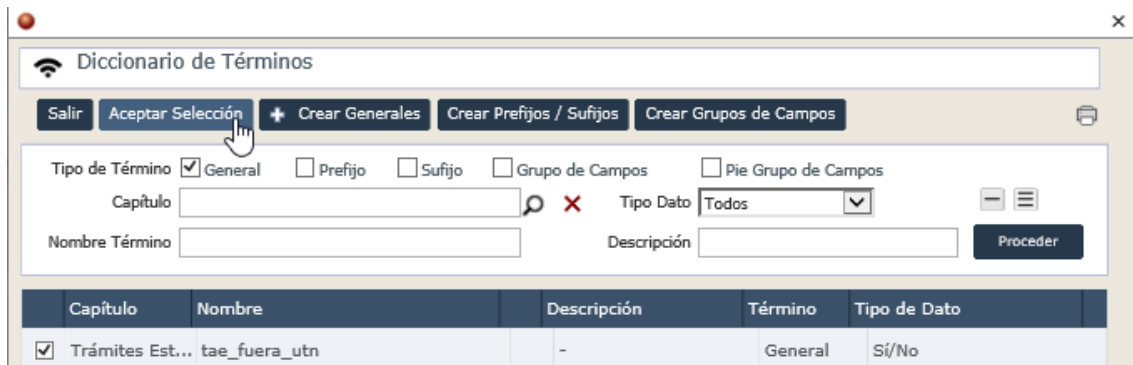 Diccionario de Términos
Salir Aceptar Selección Crear Generales Crear Prefijos / Sufijos Crear Grupos de Campos
Tipo de Término General Prefijo Sufijo Grupo de Campos Pie Grupo de Campos
Capítulo Tipo Dato Todos
Nombre Término Descripción Proceder
Capítulo Nombre Descripción Término Tipo de Dato
Trámites Est... tae_fuera_utn - General Sí/No